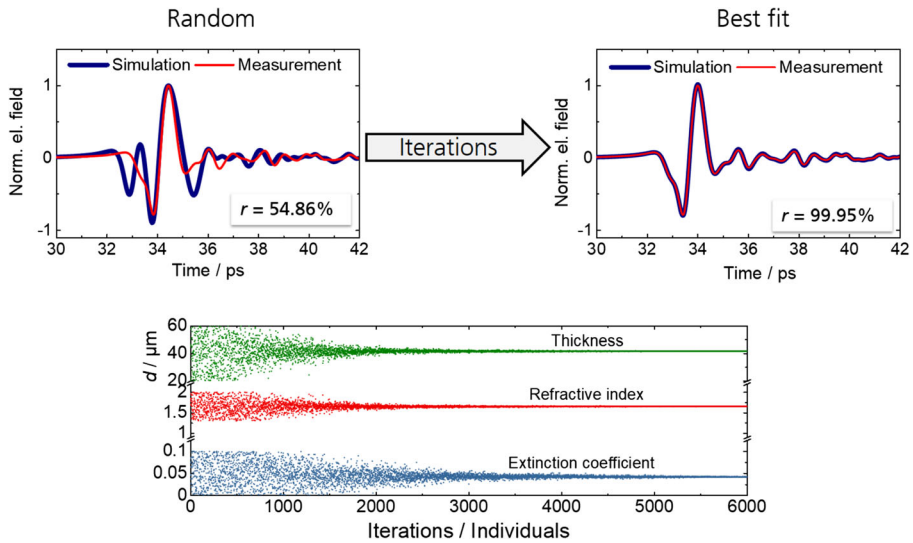 Random
Best fit
Simulation Measurement
Norm. el. field
1
0
-1
r = 54.86%
30 32 34 36 38 40 42
Time / ps
Iterations
Simulation Measurement
Norm. el. field
1
0
-1
r = 99.95%
30 32 34 36 38 40 42
Time / ps
d / µm
60
40
20
Thickness
2
1.5
1
Refractive index
0.1
0.05
0
Extinction coefficient
0 1000 2000 3000 4000 5000 6000
Iterations / Individuals